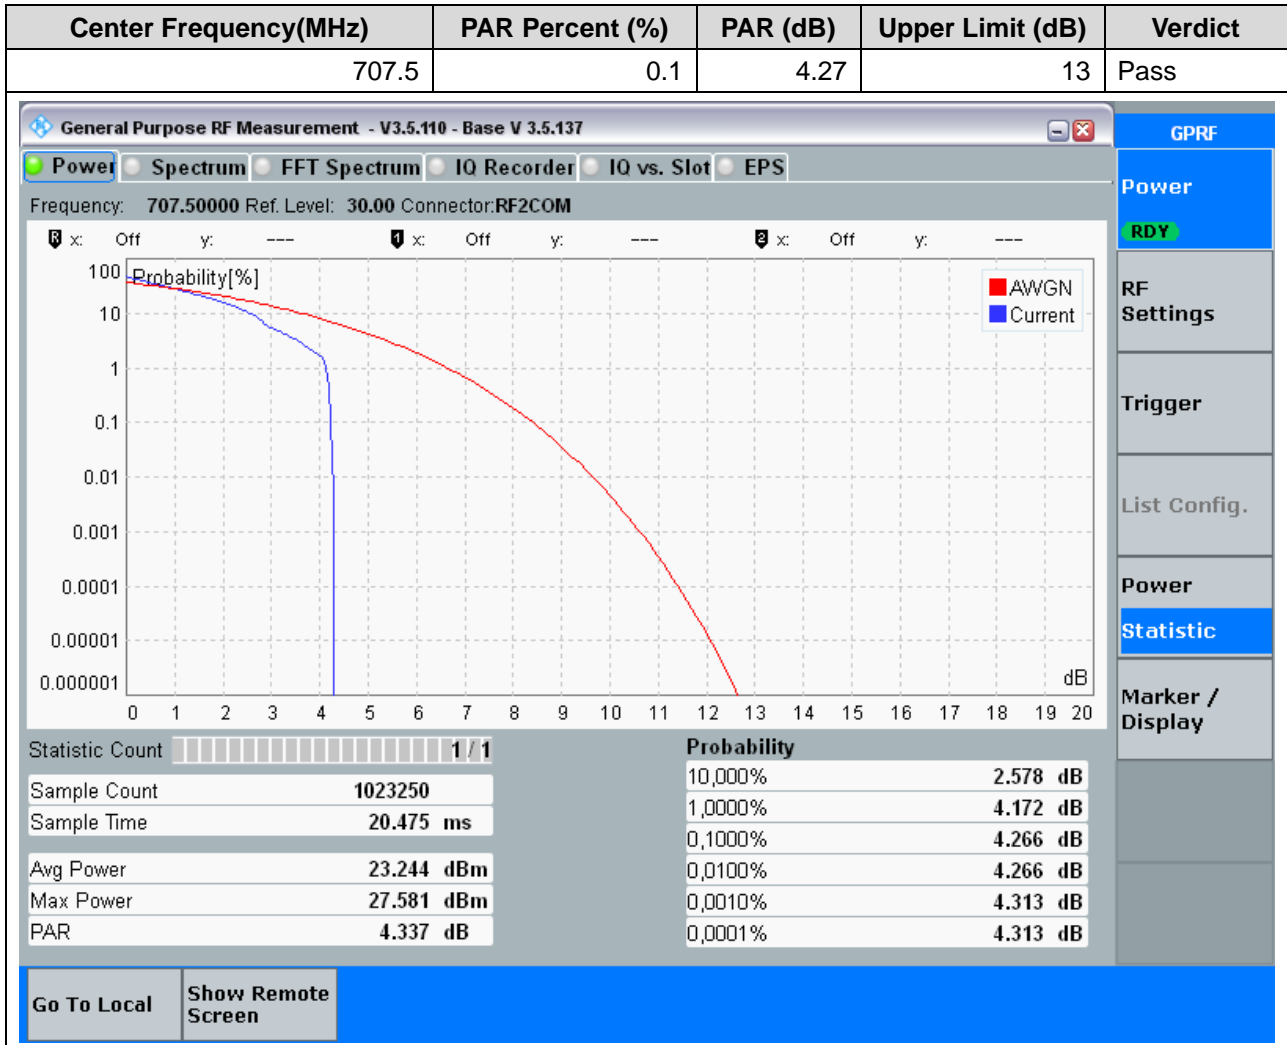 Center Frequency(MHz) PAR Percent (%) PAR (dB) Upper Limit (dB) Verdict
707.5 0.1 4.27 13 Pass
General Purpose RF Measurement - V3.5.110 - Base V 3.5.137
GPRF
Power Spectrum FFT Spectrum IQ Recorder IQ vs. Slot EPS
Frequency: 707.50000 Ref. Level: 30.00 Connector:RF2COM
R x: Off y: --- 1 x: Off y: --- 2 x: Off y: ---
Probability[%]
AWGN
Current
100
10
1
0.1
0.01
0.001
0.0001
0.00001
0.000001
dB
0 1 2 3 4 5 6 7 8 9 10 11 12 13 14 15 16 17 18 19 20
Statistic Count 1 / 1
Sample Count 1023250
Sample Time 20.475 ms
Avg Power 23.244 dBm
Max Power 27.581 dBm
PAR 4.337 dB
Probability
10,000% 2.578 dB
1,0000% 4.172 dB
0,1000% 4.266 dB
0,0100% 4.266 dB
0,0010% 4.313 dB
0,0001% 4.313 dB
Power
RDY
RF
Settings
Trigger
List Config.
Power
Statistic
Marker /
Display
Go To Local
Show Remote
Screen